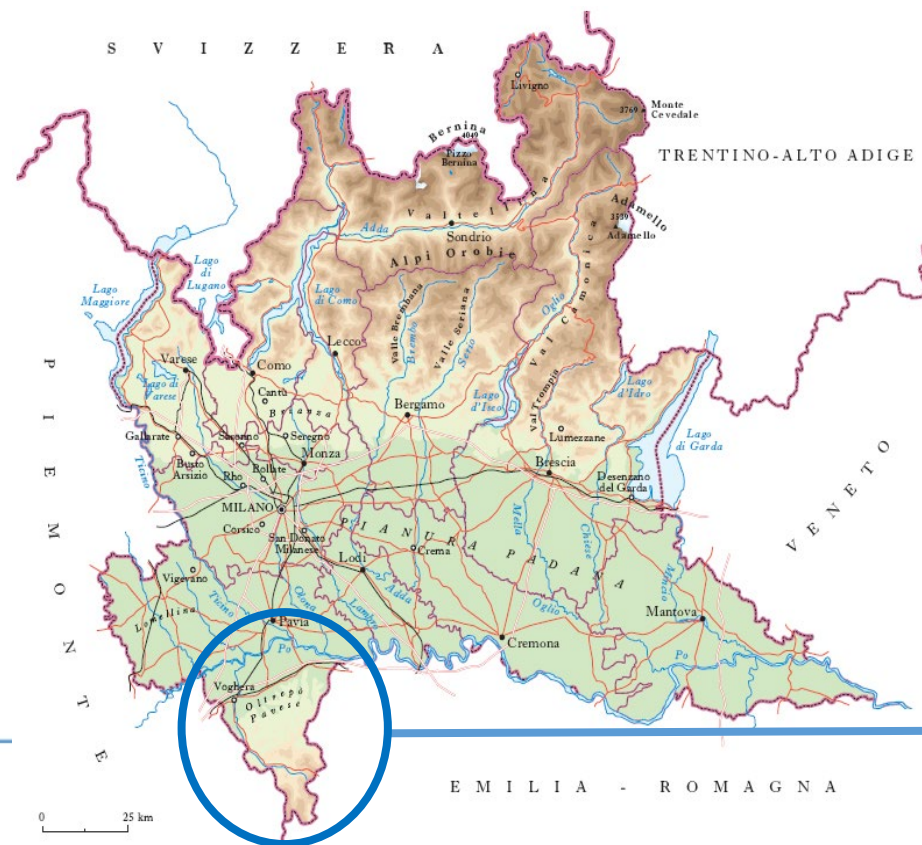 SVIZZERA
Livigno
3769
Monte
Cevedale
Bernina
4049
Pizzo
Bernina
TRENTINO-ALTO ADIGE
Valtellina
Adamello
3539
Adamello
Adda
Sondrio
Alpi Orobie
Lago
di
Lugano
Lago
Maggiore
Lago
di Como
Valle Brembana
Brembo
Valle Seriana
Serio
Oglio
Val Camonica
Lecco
Varese
Como
Lago di
Varese
Cantù
Brianza
Bergamo
Lago
d'Iseo
Val Trompia
Lago
d'Idro
PIEMONTE
Gallarate
Saronno
Seregno
Lumezzane
Lago
di Garda
Busto
Arsizio
Rho
Bollate
Monza
Brescia
Desenzano
del Garda
VENETO
Ticino
MILANO
Corsico
San Donato
Milanese
PIANURA PADANA
Mella
Chiese
Mincio
Crema
Lodi
Vigevano
Adda
Lomellina
Ticino
Olona
Lambro
Oglio
Mantova
Pavia
Cremona
Po
Po
Voghera
Oltrepò
Pavese
EMILIA - ROMAGNA
0 25 km